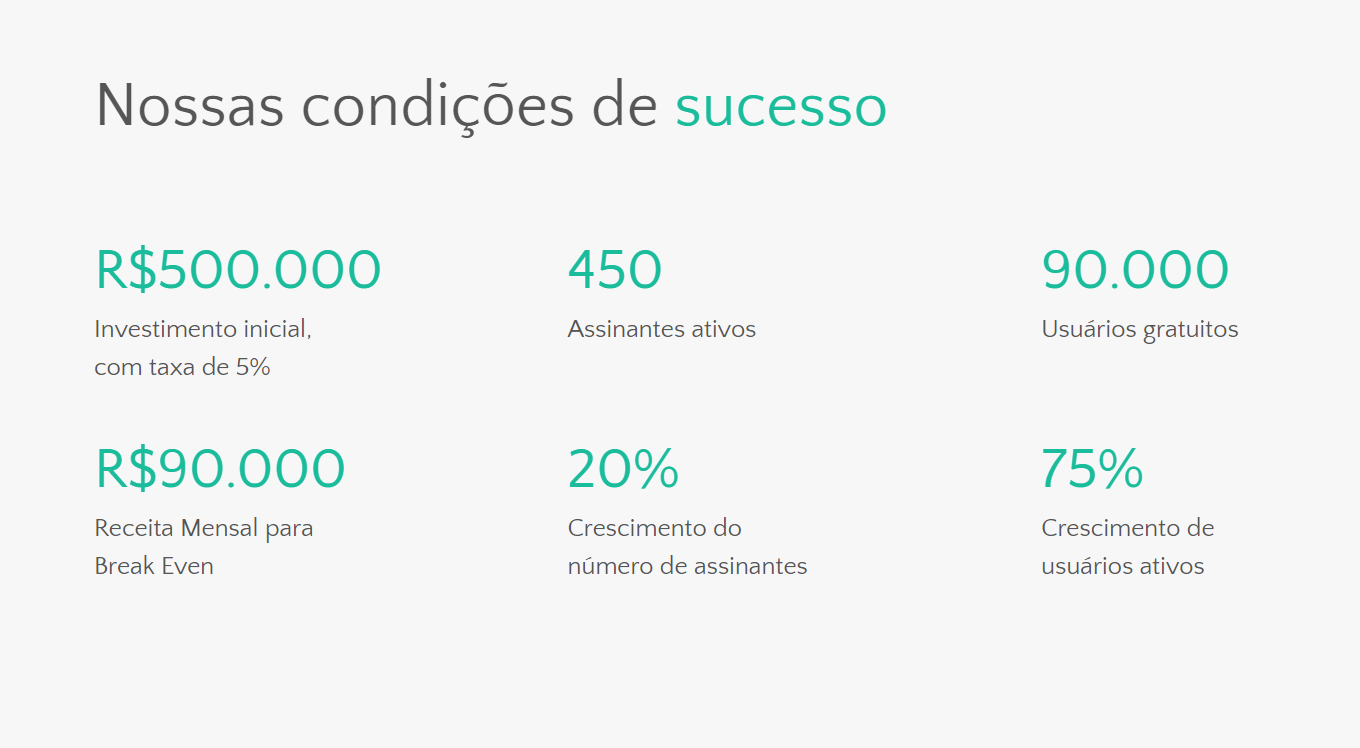 Nossas condições de sucesso
R$500.000
Investimento inicial,
com taxa de 5%
450
Assinantes ativos
90.000
Usuários gratuitos
R$90.000
Receita Mensal para
Break Even
20%
Crescimento do
número de assinantes
75%
Crescimento de
usuários ativos